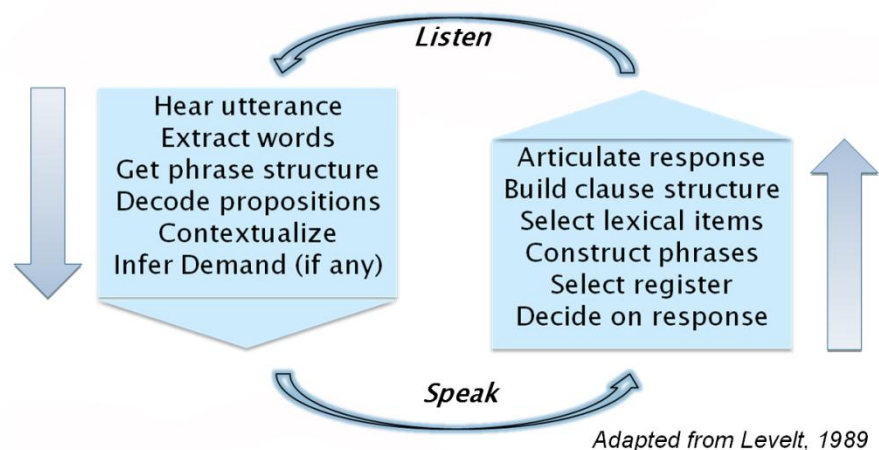 Listen
Hear utterance
Extract words
Get phrase structure
Decode propositions
Contextualize
Infer Demand (if any)
Articulate response
Build clause structure
Select lexical items
Construct phrases
Select register
Decide on response
Speak
Adapted from Levelt, 1989